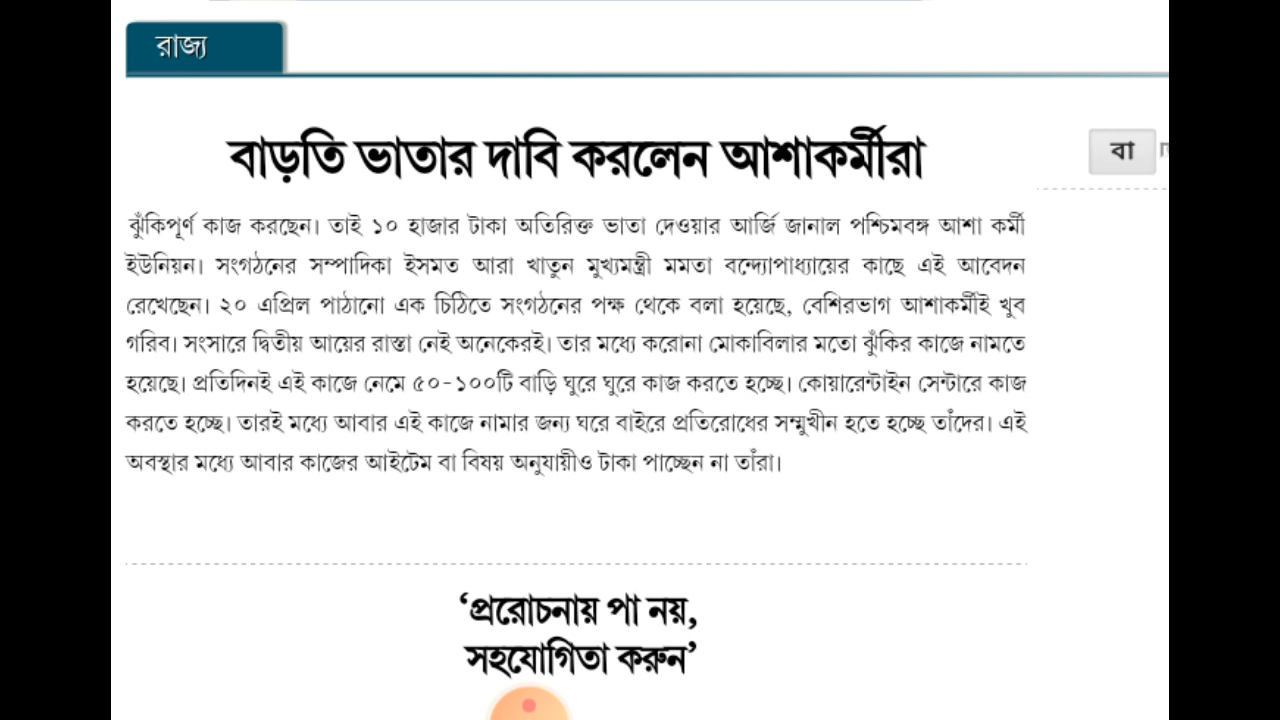 রাজ্য
বাড়তি ভাতার দাবি করলেন আশাকর্মীরা
বা
ঝুঁকিপূর্ণ কাজ করছেন। তাই ১০ হাজার টাকা অতিরিক্ত ভাতা দেওয়ার আর্জি জানাল পশ্চিমবঙ্গ আশা কর্মী
ইউনিয়ন। সংগঠনের সম্পাদিকা ইসমত আরা খাতুন মুখ্যমন্ত্রী মমতা বন্দ্যোপাধ্যায়ের কাছে এই আবেদন
রেখেছেন। ২০ এপ্রিল পাঠানো এক চিঠিতে সংগঠনের পক্ষ থেকে বলা হয়েছে, বেশিরভাগ আশাকর্মীই খুব
গরিব। সংসারে দ্বিতীয় আয়ের রাস্তা নেই অনেকেরই। তার মধ্যে করোনা মোকাবিলার মতো ঝুঁকির কাজে নামতে
হয়েছে। প্রতিদিনই এই কাজে নেমে ৫০-১০০টি বাড়ি ঘুরে ঘুরে কাজ করতে হচ্ছে। কোয়ারেন্টাইন সেন্টারে কাজ
করতে হচ্ছে। তারই মধ্যে আবার এই কাজে নামার জন্য ঘরে বাইরে প্রতিরোধের সম্মুখীন হতে হচ্ছে তাঁদের। এই
অবস্থার মধ্যে আবার কাজের আইটেম বা বিষয় অনুযায়ীও টাকা পাচ্ছেন না তাঁরা।
‘প্ররোচনায় পা নয়,
সহযোগিতা করুন’